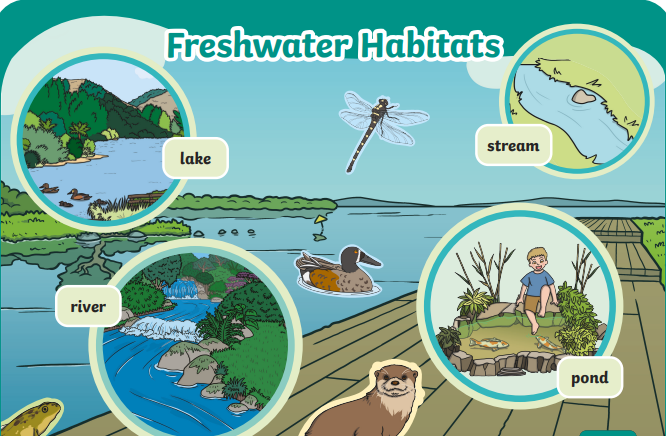 Freshwater Habitats
lake
stream
river
pond